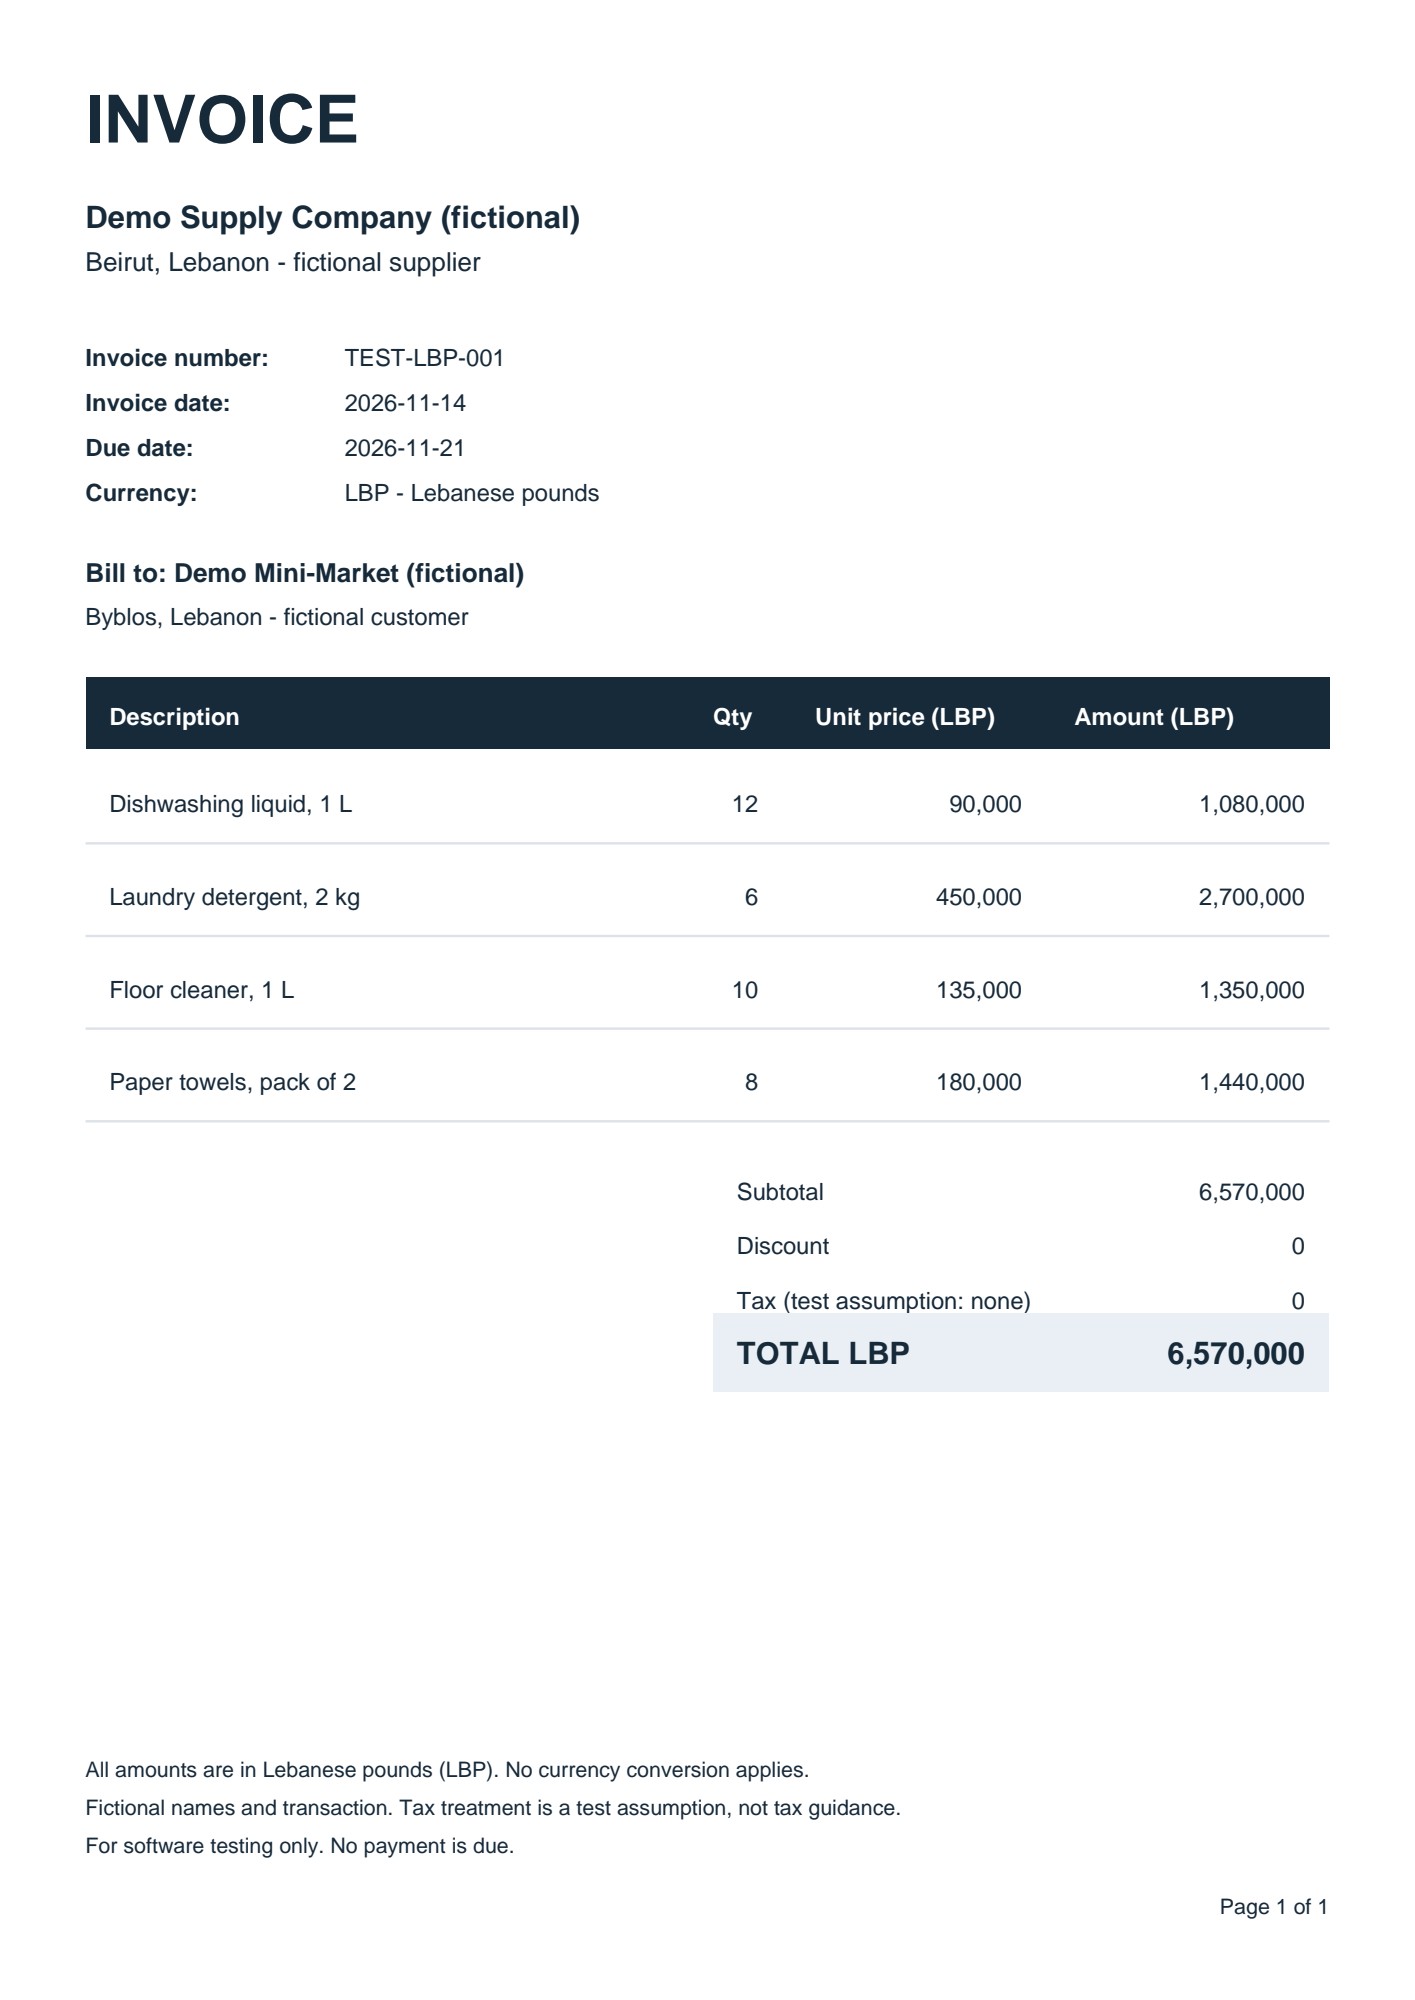 INVOICE
Demo Supply Company (fictional)
Beirut, Lebanon - fictional supplier
Invoice number: TEST-LBP-001
Invoice date: 2026-11-14
Due date: 2026-11-21
Currency: LBP - Lebanese pounds
Bill to: Demo Mini-Market (fictional)
Byblos, Lebanon - fictional customer
Description Qty Unit price (LBP) Amount (LBP)
Dishwashing liquid, 1 L 12 90,000 1,080,000
Laundry detergent, 2 kg 6 450,000 2,700,000
Floor cleaner, 1 L 10 135,000 1,350,000
Paper towels, pack of 2 8 180,000 1,440,000
Subtotal 6,570,000
Discount 0
Tax (test assumption: none) 0
TOTAL LBP 6,570,000
All amounts are in Lebanese pounds (LBP). No currency conversion applies.
Fictional names and transaction. Tax treatment is a test assumption, not tax guidance.
For software testing only. No payment is due.
Page 1 of 1